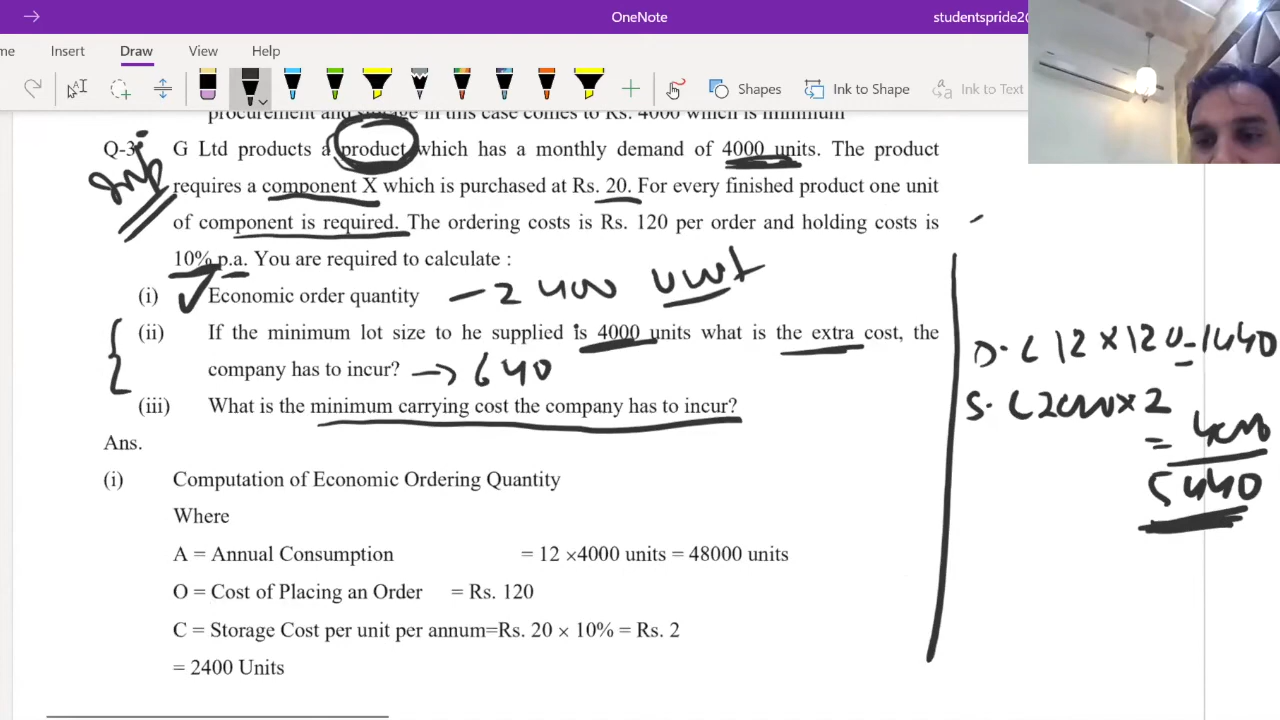 OneNote
studentspride20
me Insert Draw View Help
Shapes Ink to Shape Ink to Text
procurement and storage in this case comes to Rs. 4000 which is minimum
Imp
Q-3 G Ltd products a product which has a monthly demand of 4000 units. The product
requires a component X which is purchased at Rs. 20. For every finished product one unit
of component is required. The ordering costs is Rs. 120 per order and holding costs is
10% p.a. You are required to calculate :
(i) Economic order quantity – 2400 unit
(ii) If the minimum lot size to he supplied is 4000 units what is the extra cost, the
company has to incur? → 640
(iii) What is the minimum carrying cost the company has to incur?
Ans.
(i) Computation of Economic Ordering Quantity
Where
A = Annual Consumption = 12 ×4000 units = 48000 units
O = Cost of Placing an Order = Rs. 120
C = Storage Cost per unit per annum=Rs. 20 × 10% = Rs. 2
= 2400 Units
O. C 12 × 120 – 1440
S. C 2000 × 2
= 4000
5440